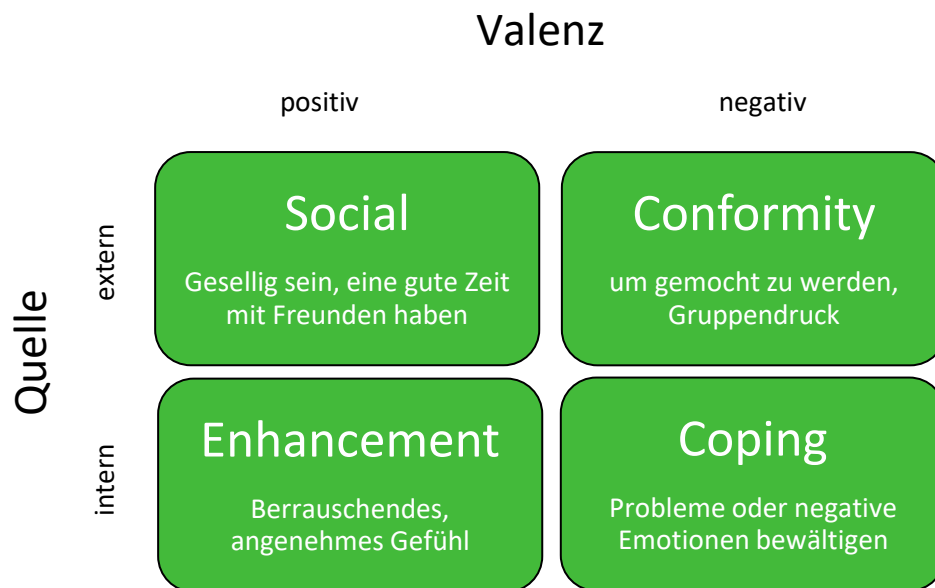 Valenz
positiv
negativ
Quelle
extern
Social
Gesellig sein, eine gute Zeit
mit Freunden haben
Conformity
um gemocht zu werden,
Gruppendruck
intern
Enhancement
Berrauschendes,
angenehmes Gefühl
Coping
Probleme oder negative
Emotionen bewältigen